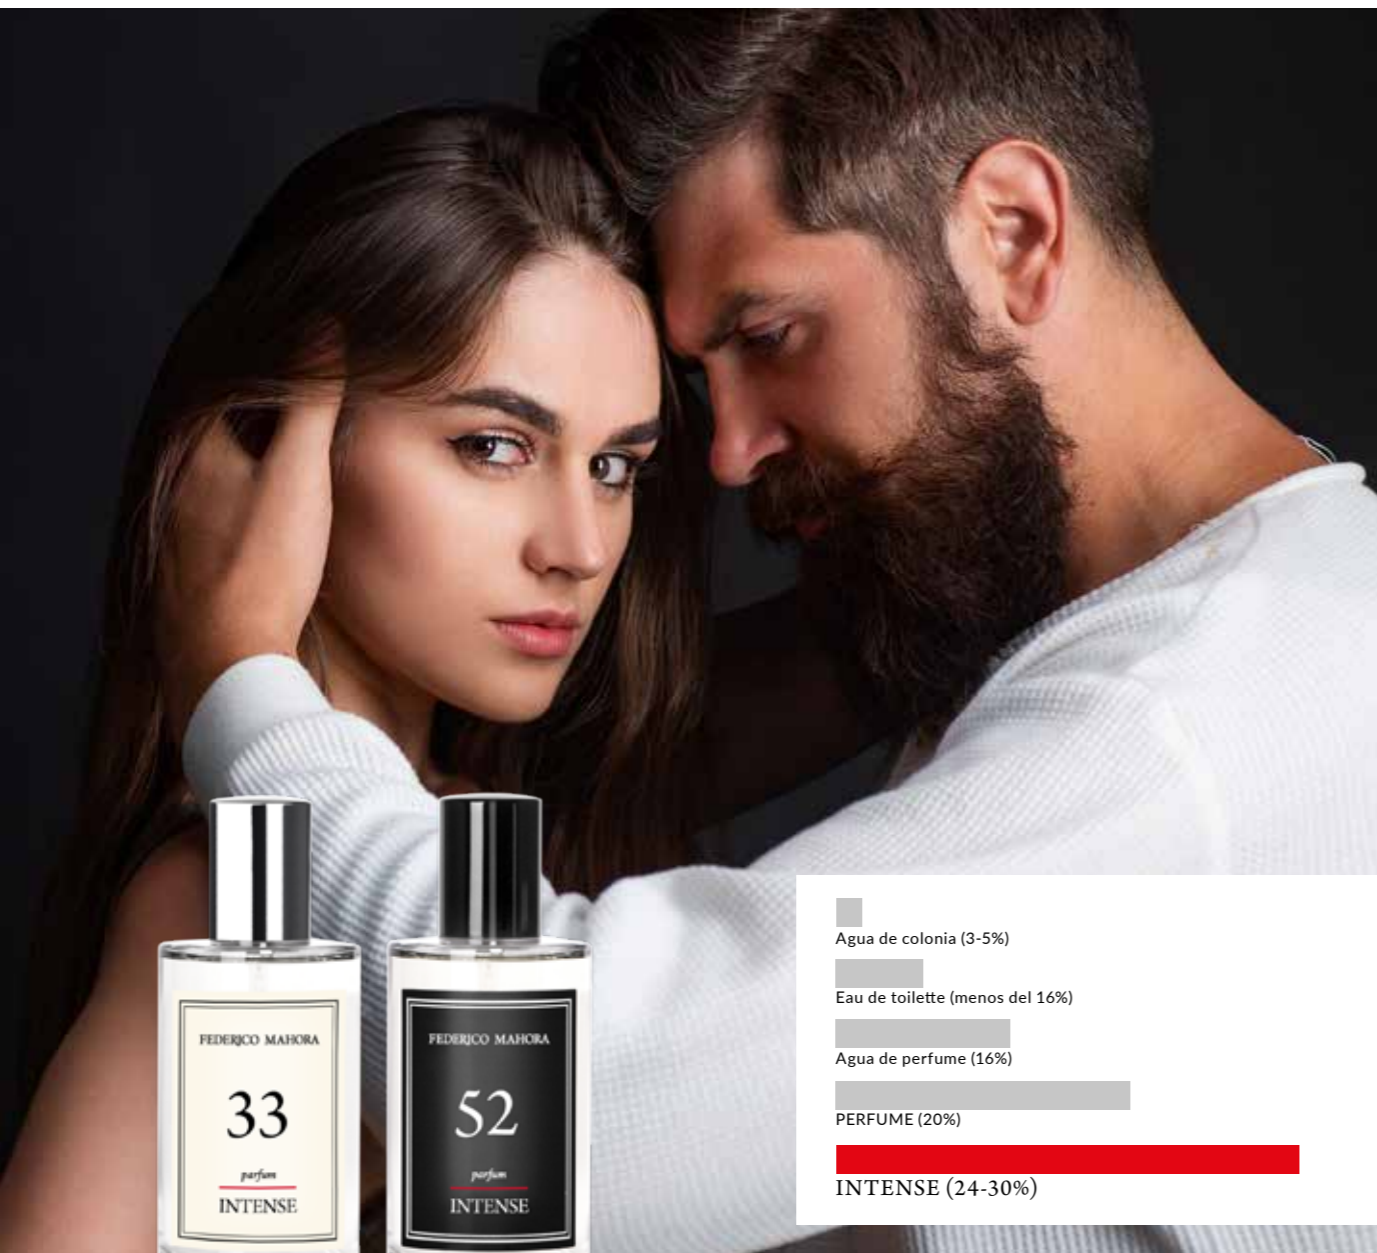 FEDERICO MAHORA
33
parfum
INTENSE
FEDERICO MAHORA
52
parfum
INTENSE
Agua de colonia (3-5%)
Eau de toilette (menos del 16%)
Agua de perfume (16%)
PERFUME (20%)
INTENSE (24-30%)